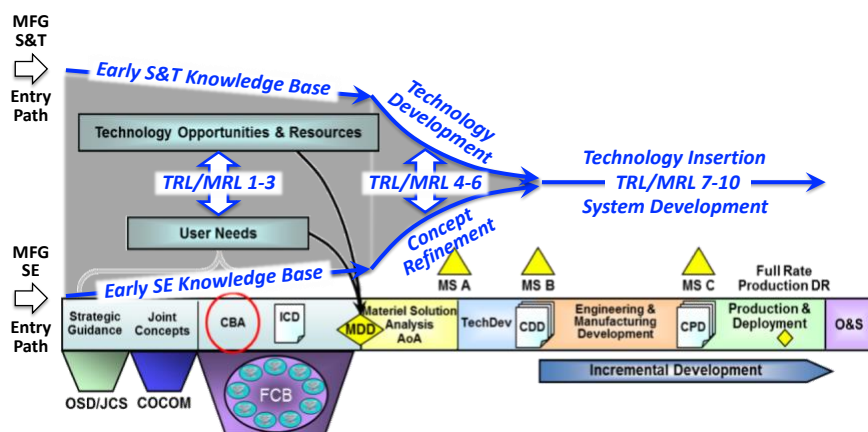 MFG
S&T
Entry
Path
Early S&T Knowledge Base
Technology
Development
Technology Opportunities & Resources
TRL/MRL 1-3
TRL/MRL 4-6
Technology Insertion
TRL/MRL 7-10
System Development
User Needs
Concept
Refinement
MFG
SE
Entry
Path
Early SE Knowledge Base
MS A
MS B
MS C
Full Rate
Production DR
Strategic
Guidance
Joint
Concepts
CBA
ICD
MDD
Materiel Solution
Analysis
AoA
TechDev
CDD
Engineering &
Manufacturing
Development
CPD
Production &
Deployment
O&S
OSD/JCS
COCOM
FCB
Incremental Development